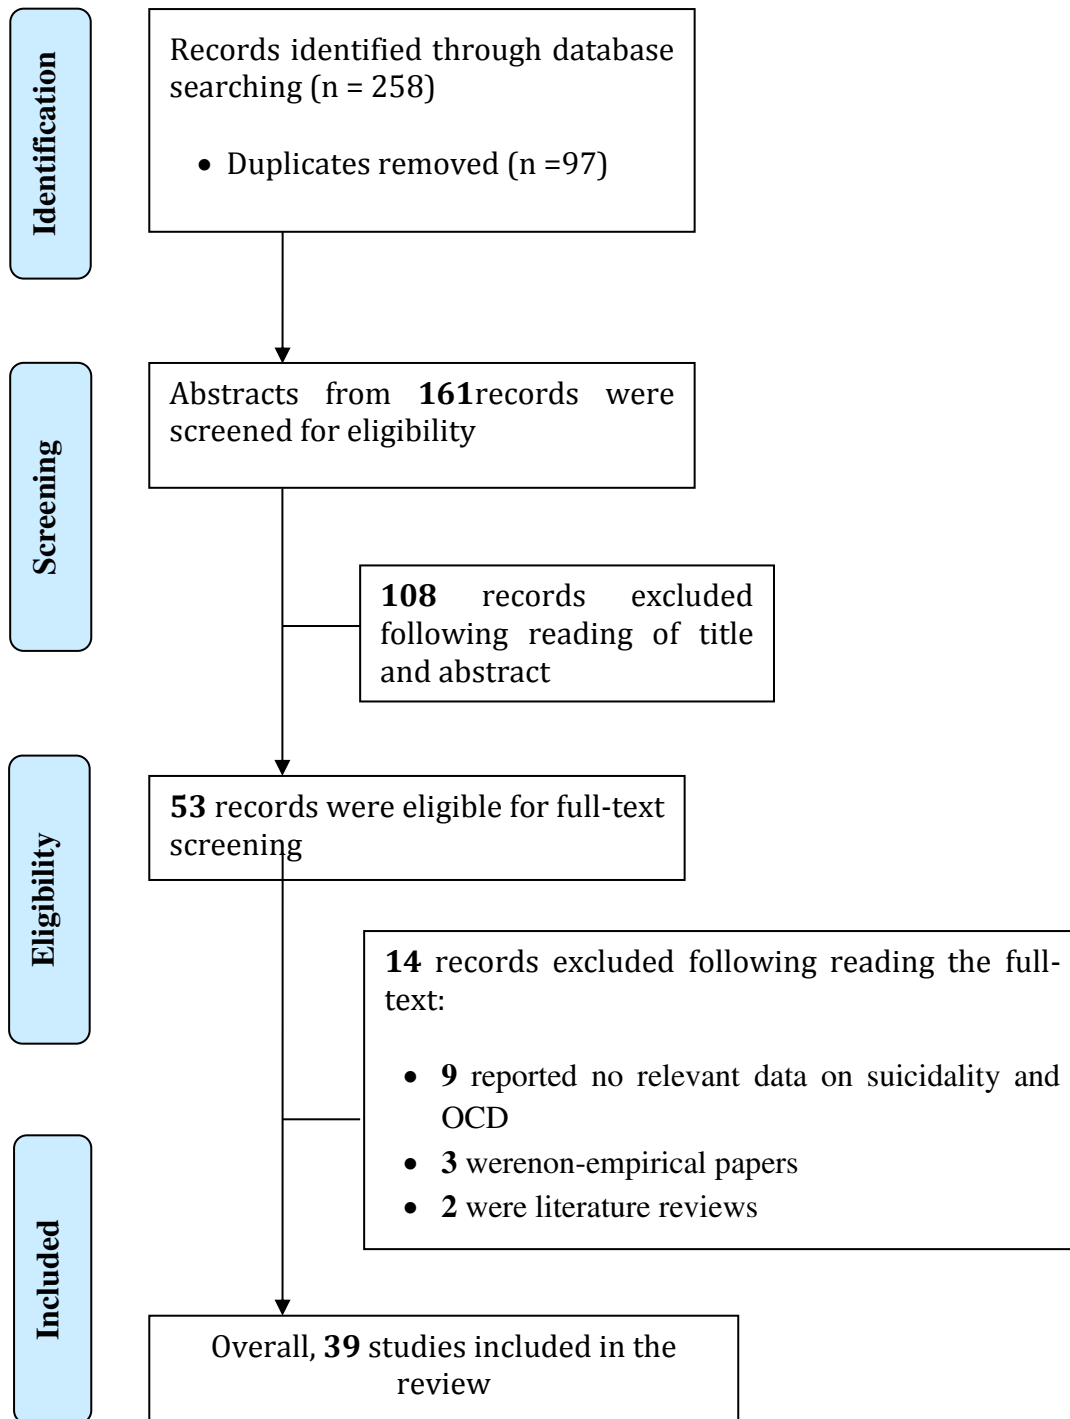 Identification
Records identified through database
searching (n = 258)
• Duplicates removed (n =97)
Screening
Abstracts from 161records were
screened for eligibility
108 records excluded
following reading of title
and abstract
Eligibility
53 records were eligible for full-text
screening
14 records excluded following reading the full-
text:
• 9 reported no relevant data on suicidality and
OCD
• 3 werenon-empirical papers
• 2 were literature reviews
Included
Overall, 39 studies included in the
review